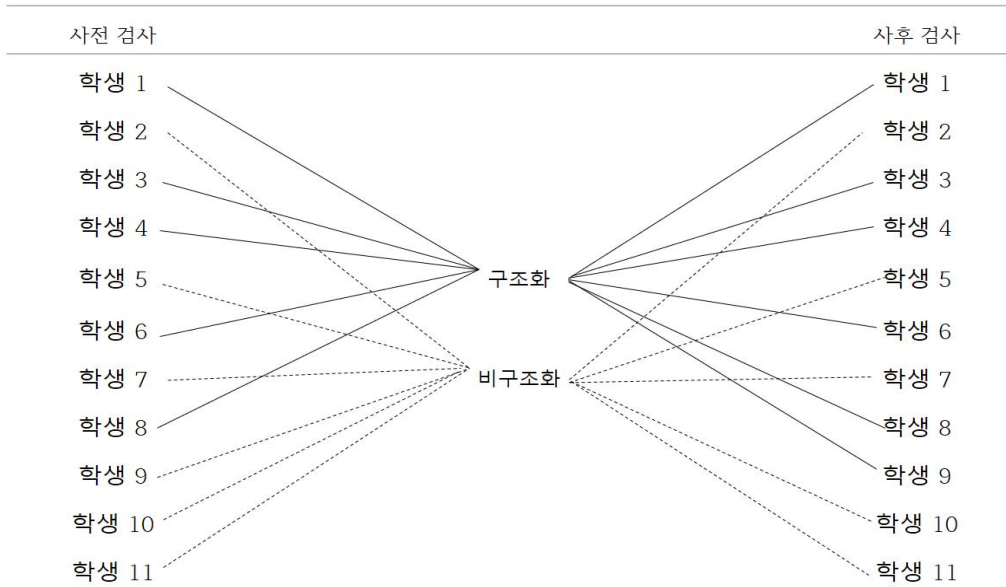 사전 검사 사후 검사
학생 1 학생 1
학생 2 학생 2
학생 3 학생 3
학생 4 학생 4
구조화
학생 5 학생 5
학생 6 학생 6
비구조화
학생 7 학생 7
학생 8 학생 8
학생 9 학생 9
학생 10 학생 10
학생 11 학생 11